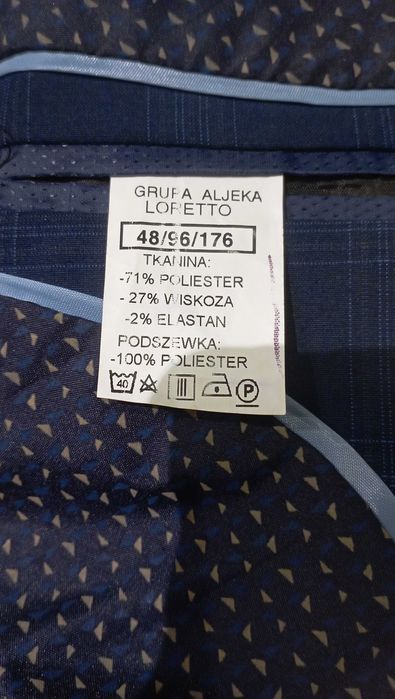 GRUPA ALJEKA
LORETTO
48/96/176
TKANINA:
-71% POLIESTER
- 27% WISKOZA
-2% ELASTAN
PODSZEWKA:
-100% POLIESTER
40 P